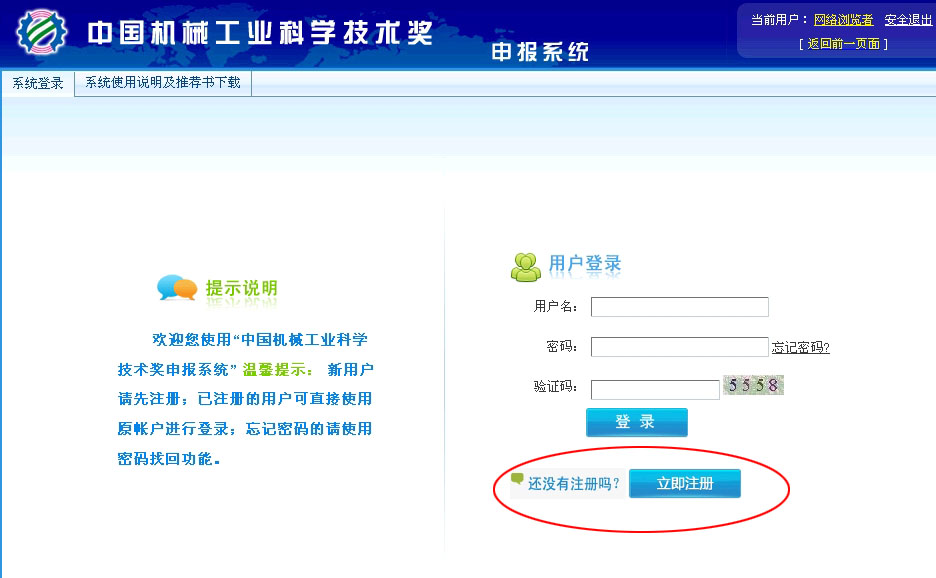 中国机械工业科学技术奖
申报系统
当前用户： 网络浏览者 安全退出
[ 返回前一页面 ]
系统登录 系统使用说明及推荐书下载
提示说明
欢迎您使用“中国机械工业科学
技术奖申报系统” 温馨提示： 新用户
请先注册；已注册的用户可直接使用
原帐户进行登录；忘记密码的请使用
密码找回功能。
用户登录
用户名：
密码： 忘记密码?
验证码： 5558
登 录
还没有注册吗？ 立即注册